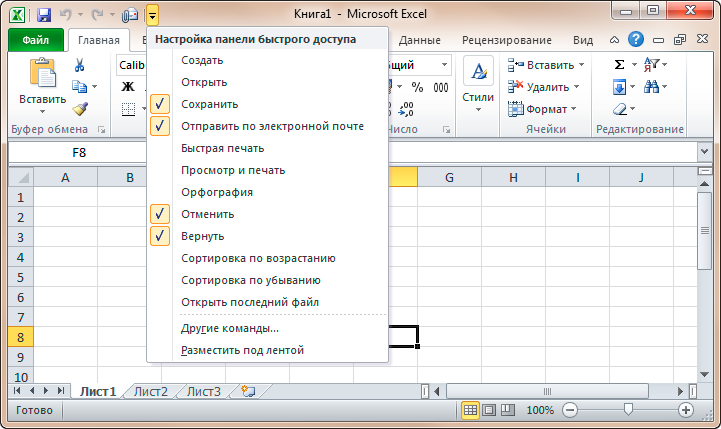 Книга1 - Microsoft Excel
Файл Главная Данные Рецензирование Вид
Настройка панели быстрого доступа
Создать
Открыть
Сохранить
Отправить по электронной почте
Быстрая печать
Просмотр и печать
Орфография
Отменить
Вернуть
Сортировка по возрастанию
Сортировка по убыванию
Открыть последний файл
Другие команды...
Разместить под лентой
Вставить
Calib
Ж
Буфер обмена
% 000
Стили
Вставить
Удалить
Формат
Ячейки
Σ
Редактирование
F8
A B G H I J
1
2
3
4
5
6
7
8
9
10
Лист1 Лист2 Лист3
Готово 100%